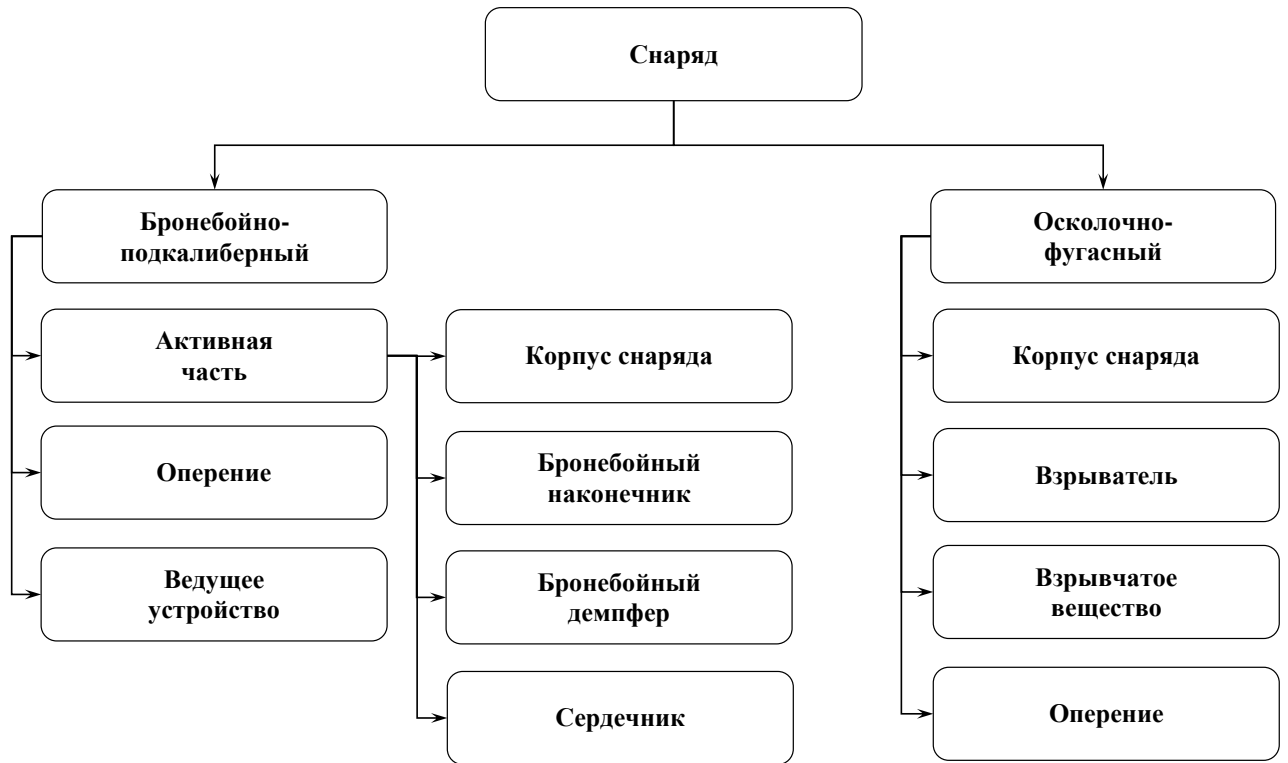 Снаряд
Бронебойно-
подкалиберный
Осколочно-
фугасный
Активная
часть
Корпус снаряда
Корпус снаряда
Оперение
Бронебойный
наконечник
Взрыватель
Ведущее
устройство
Бронебойный
демпфер
Взрывчатое
вещество
Сердечник
Оперение